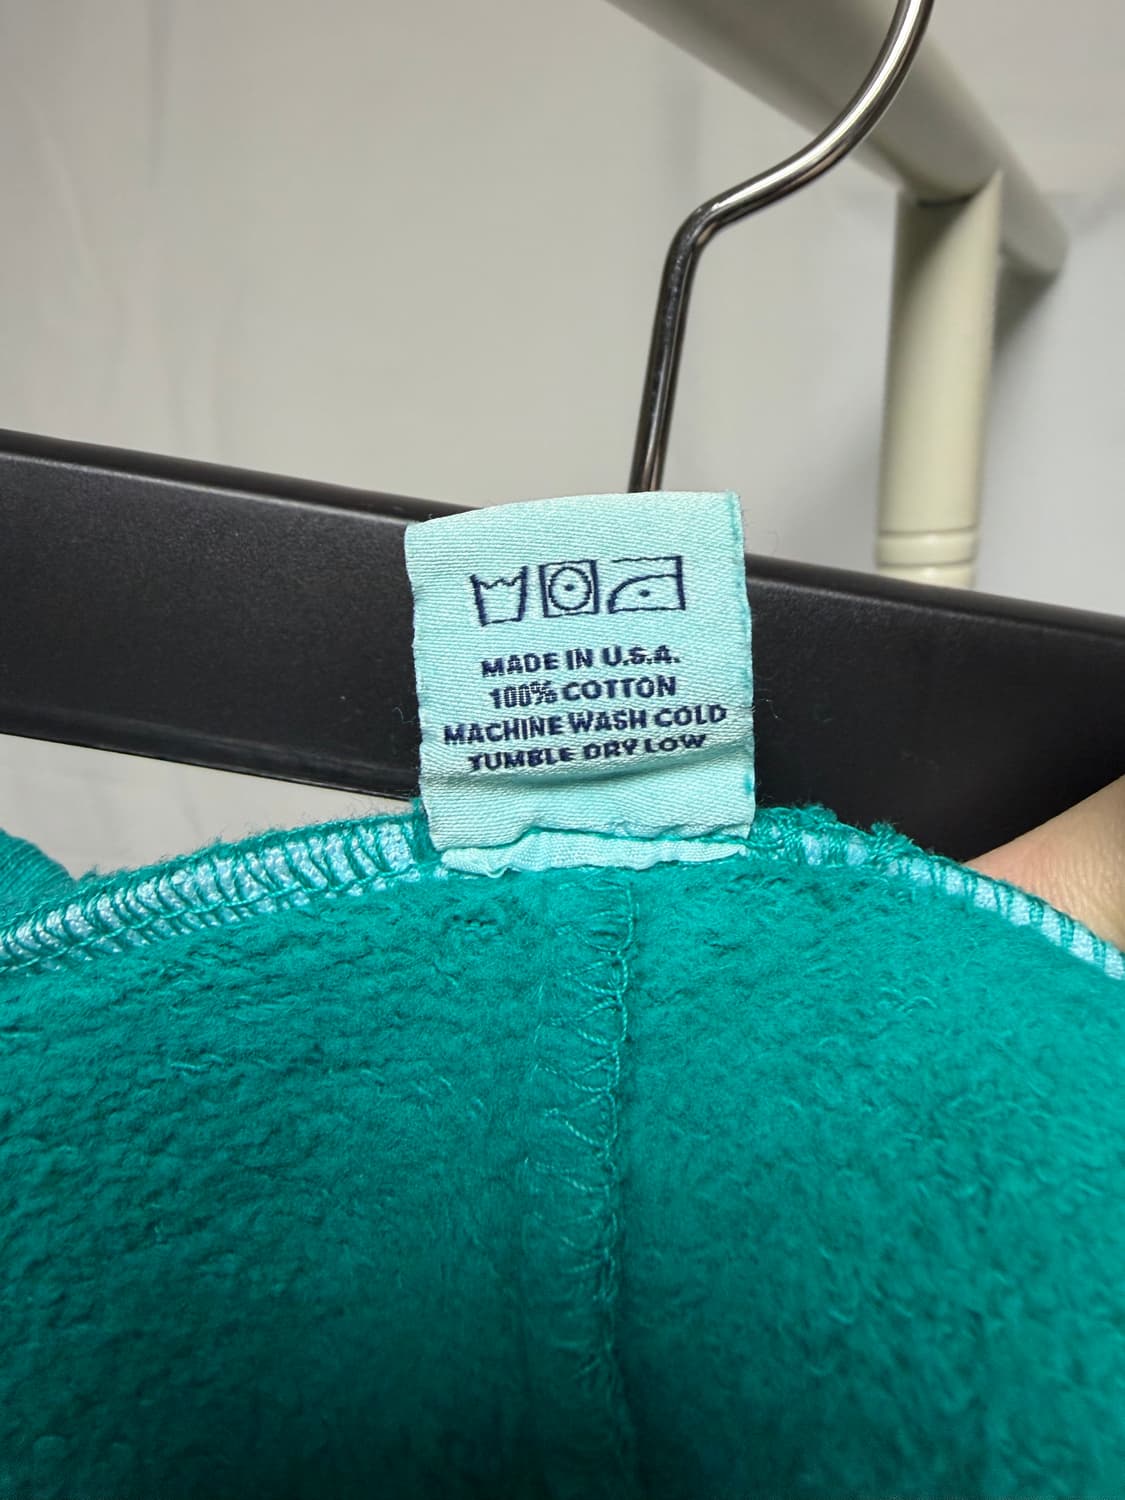 MADE IN U.S.A.
100% COTTON
MACHINE WASH COLD
TUMBLE DRY LOW